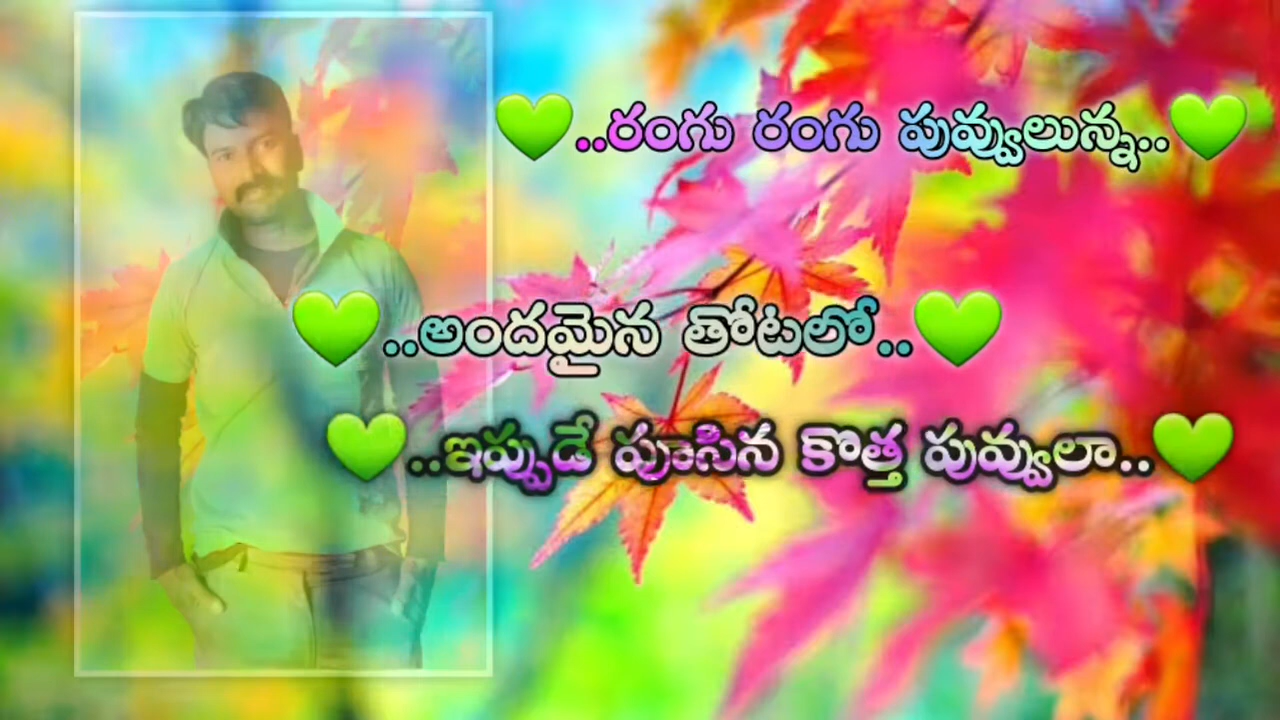 💚..రంగు రంగు పువ్వులున్న..💚
💚..అందమైన తోటలో..💚
💚..ఇప్పుడే పూసిన కొత్త పువ్వులా..💚